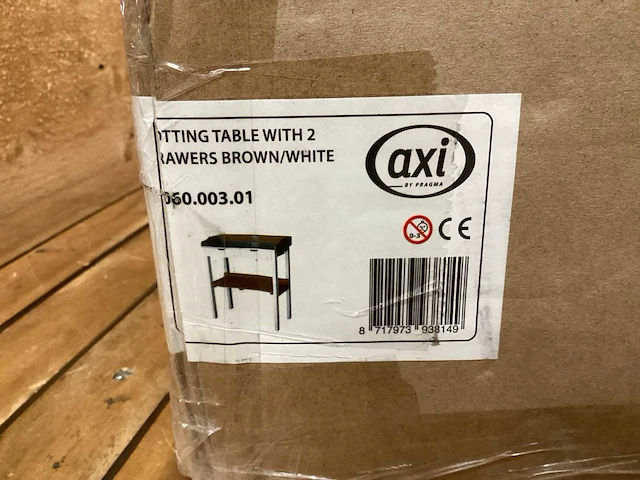 OTTING TABLE WITH 2
RAWERS BROWN/WHITE
060.003.01
axi
BY PRAGMA
0-3
CE
8 717973 938149